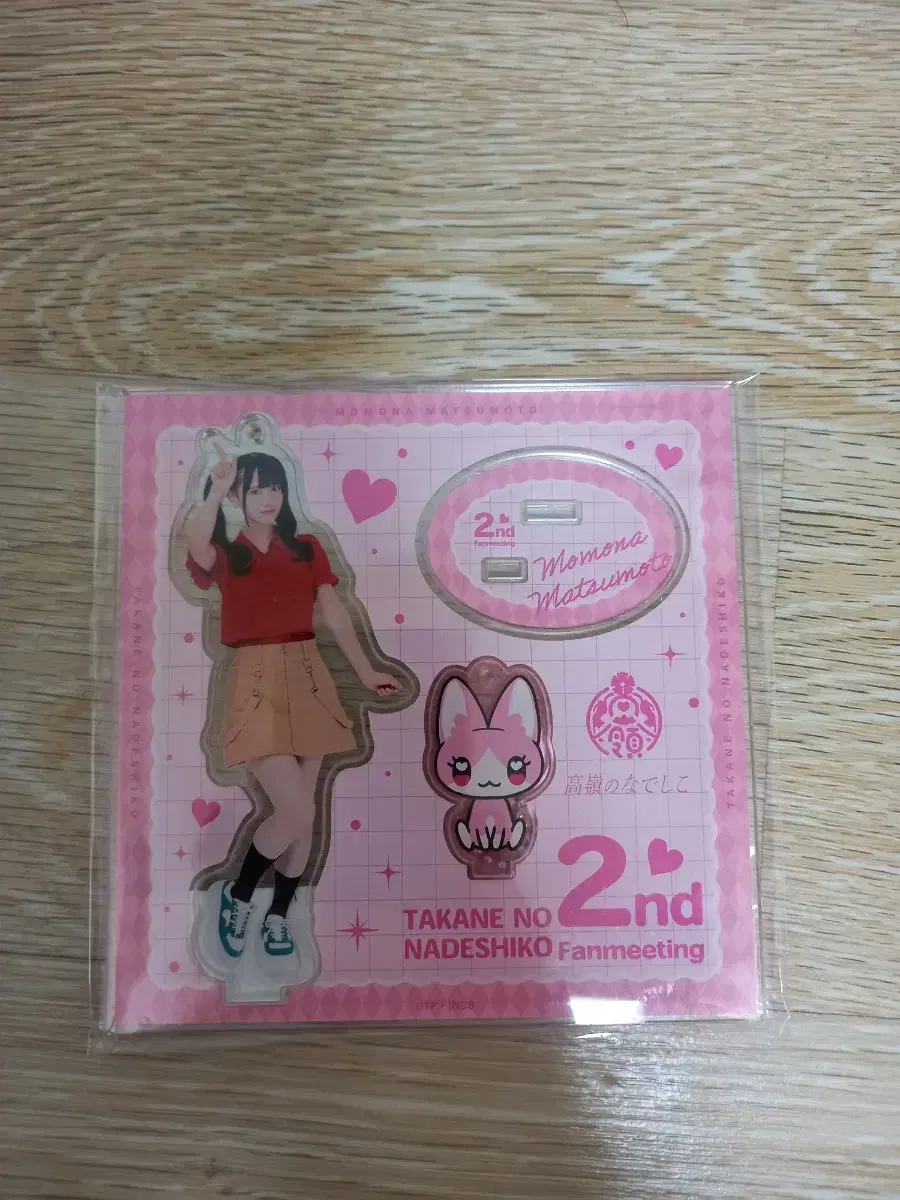 MOMONA MATSUMOTO
2nd
Fanmeeting
Momona
Matsumoto
TAKANE NO NADESHIKO
TAKANE NO NADESHIKO
高嶺のなでしこ
TAKANE NO
NADESHIKO
2nd
Fanmeeting